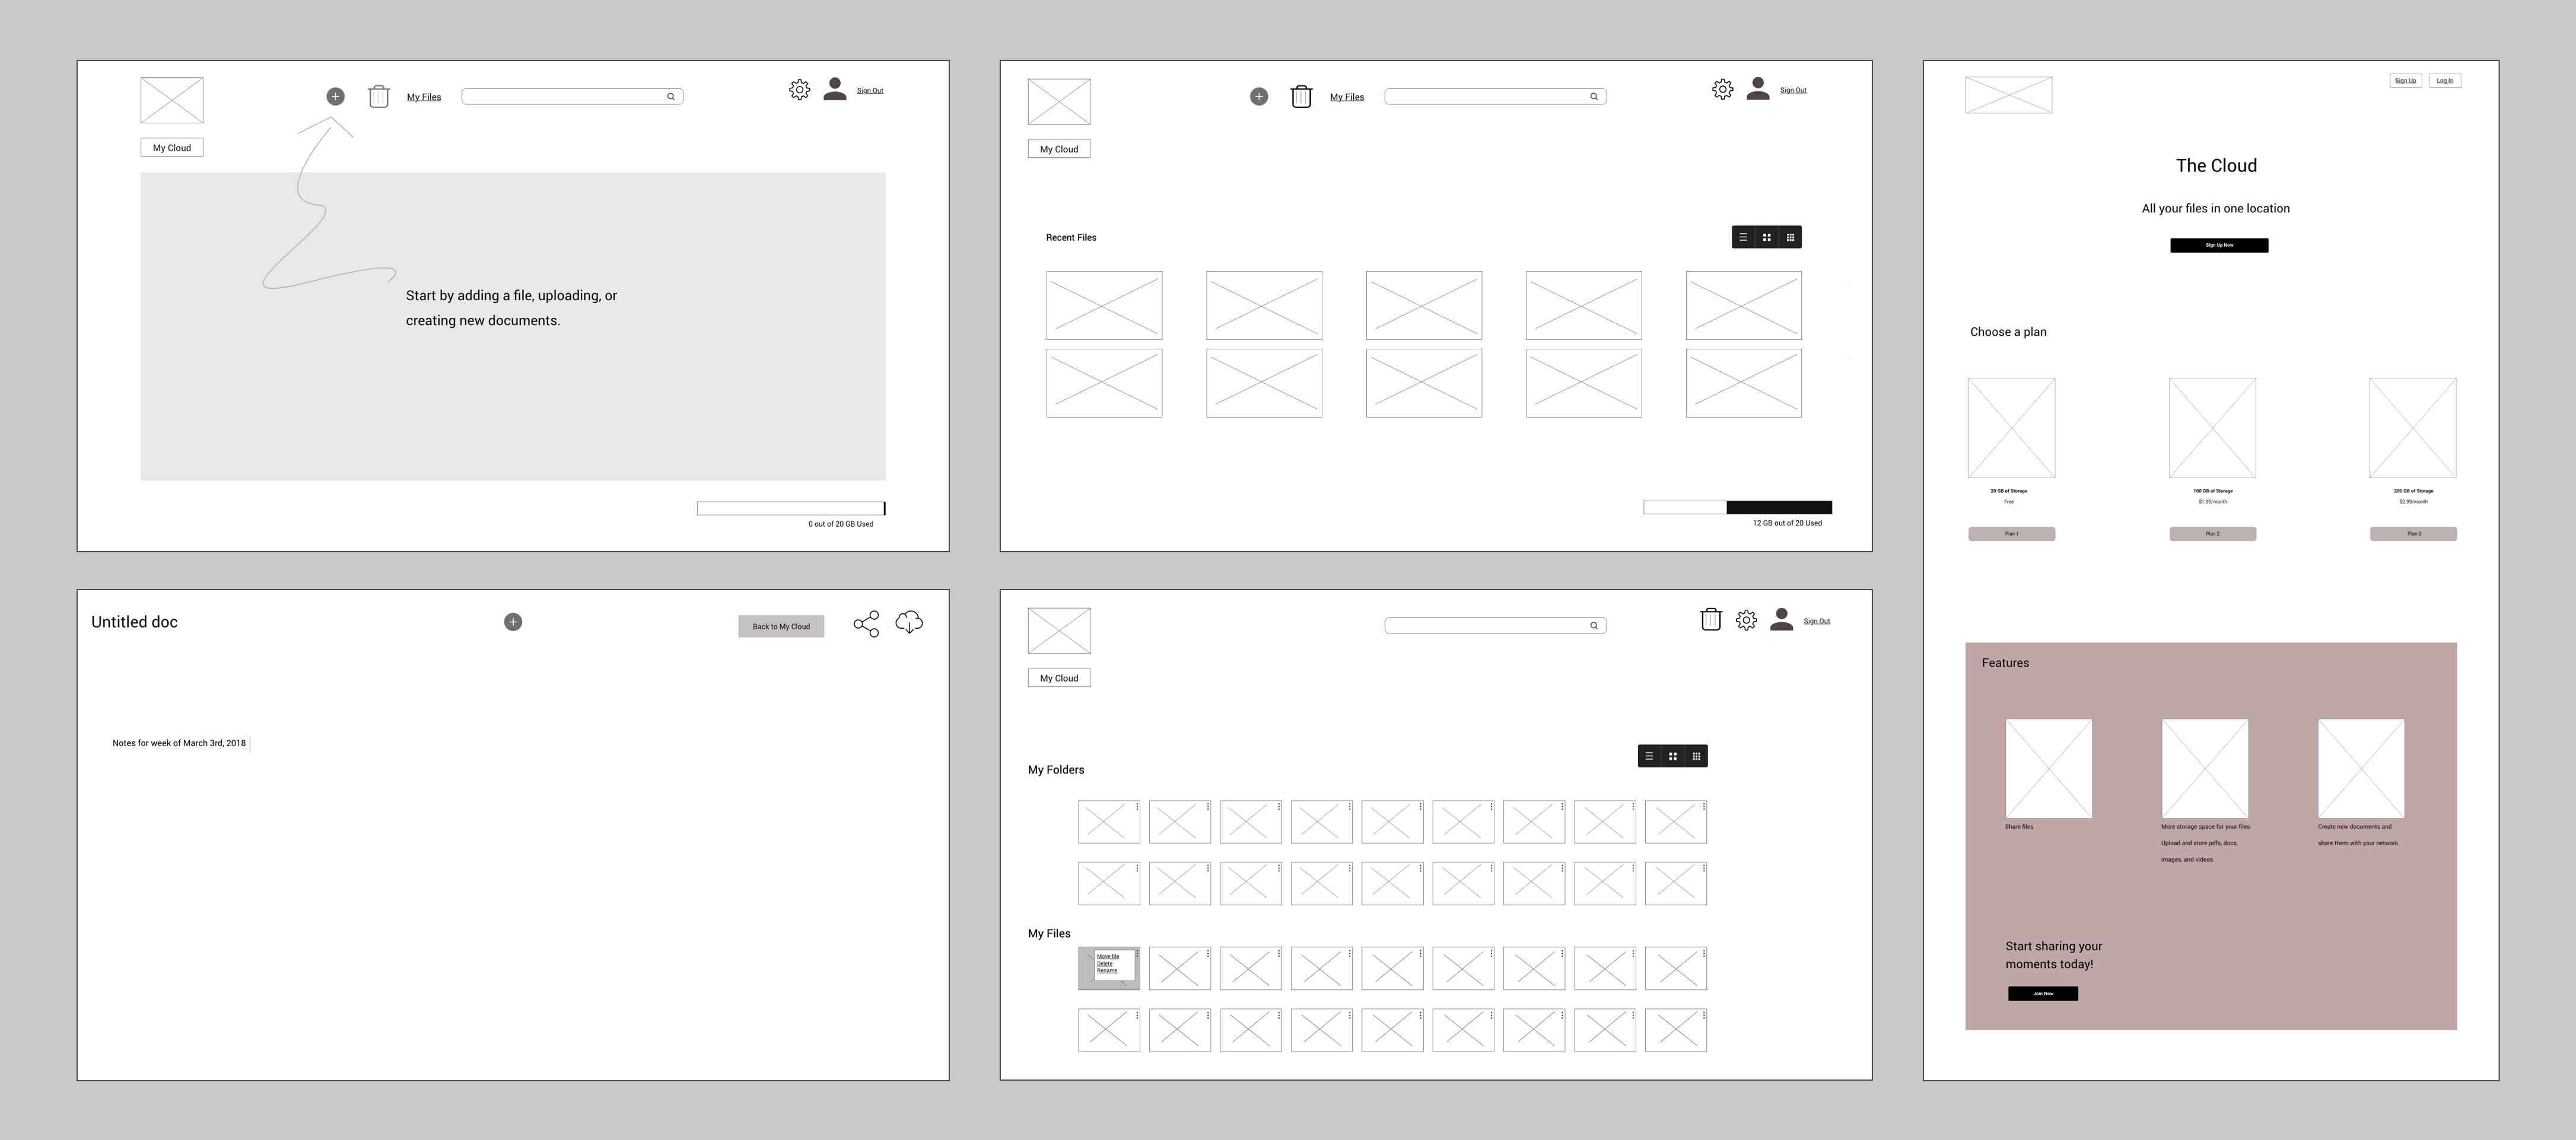 My Files
Sign Out
My Cloud
Start by adding a file, uploading, or
creating new documents.
0 out of 20 GB Used
My Files
Sign Out
My Cloud
Recent Files
12 GB out of 20 Used
Sign Up
Log In
The Cloud
All your files in one location
Sign Up Now
Choose a plan
20 GB of Storage
Free
Plan 1
100 GB of Storage
$1.99/month
Plan 2
200 GB of Storage
$2.99/month
Plan 3
Features
Share files
More storage space for your files.
Upload and store pdfs, docs,
images, and videos.
Create new documents and
share them with your network.
Start sharing your
moments today!
Join Now
Untitled doc
Back to My Cloud
Notes for week of March 3rd, 2018
Sign Out
My Cloud
My Folders
My Files
Move file
Delete
Rename